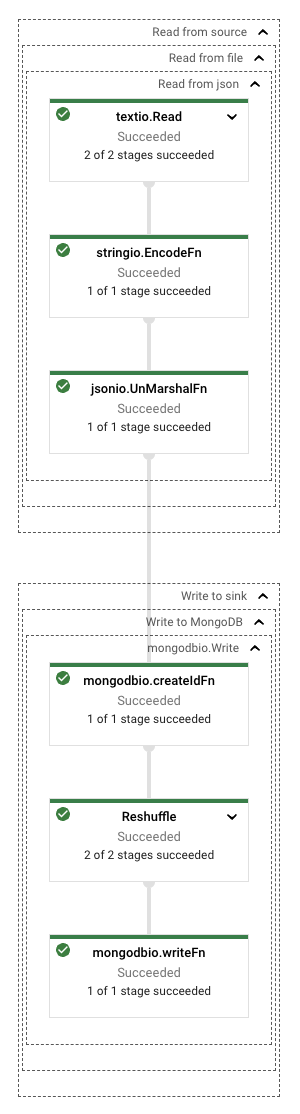 Read from source
Read from file
Read from json
textio.Read
Succeeded
2 of 2 stages succeeded
stringio.EncodeFn
Succeeded
1 of 1 stage succeeded
jsonio.UnMarshalFn
Succeeded
1 of 1 stage succeeded
Write to sink
Write to MongoDB
mongodbio.Write
mongodbio.createIdFn
Succeeded
1 of 1 stage succeeded
Reshuffle
Succeeded
2 of 2 stages succeeded
mongodbio.writeFn
Succeeded
1 of 1 stage succeeded